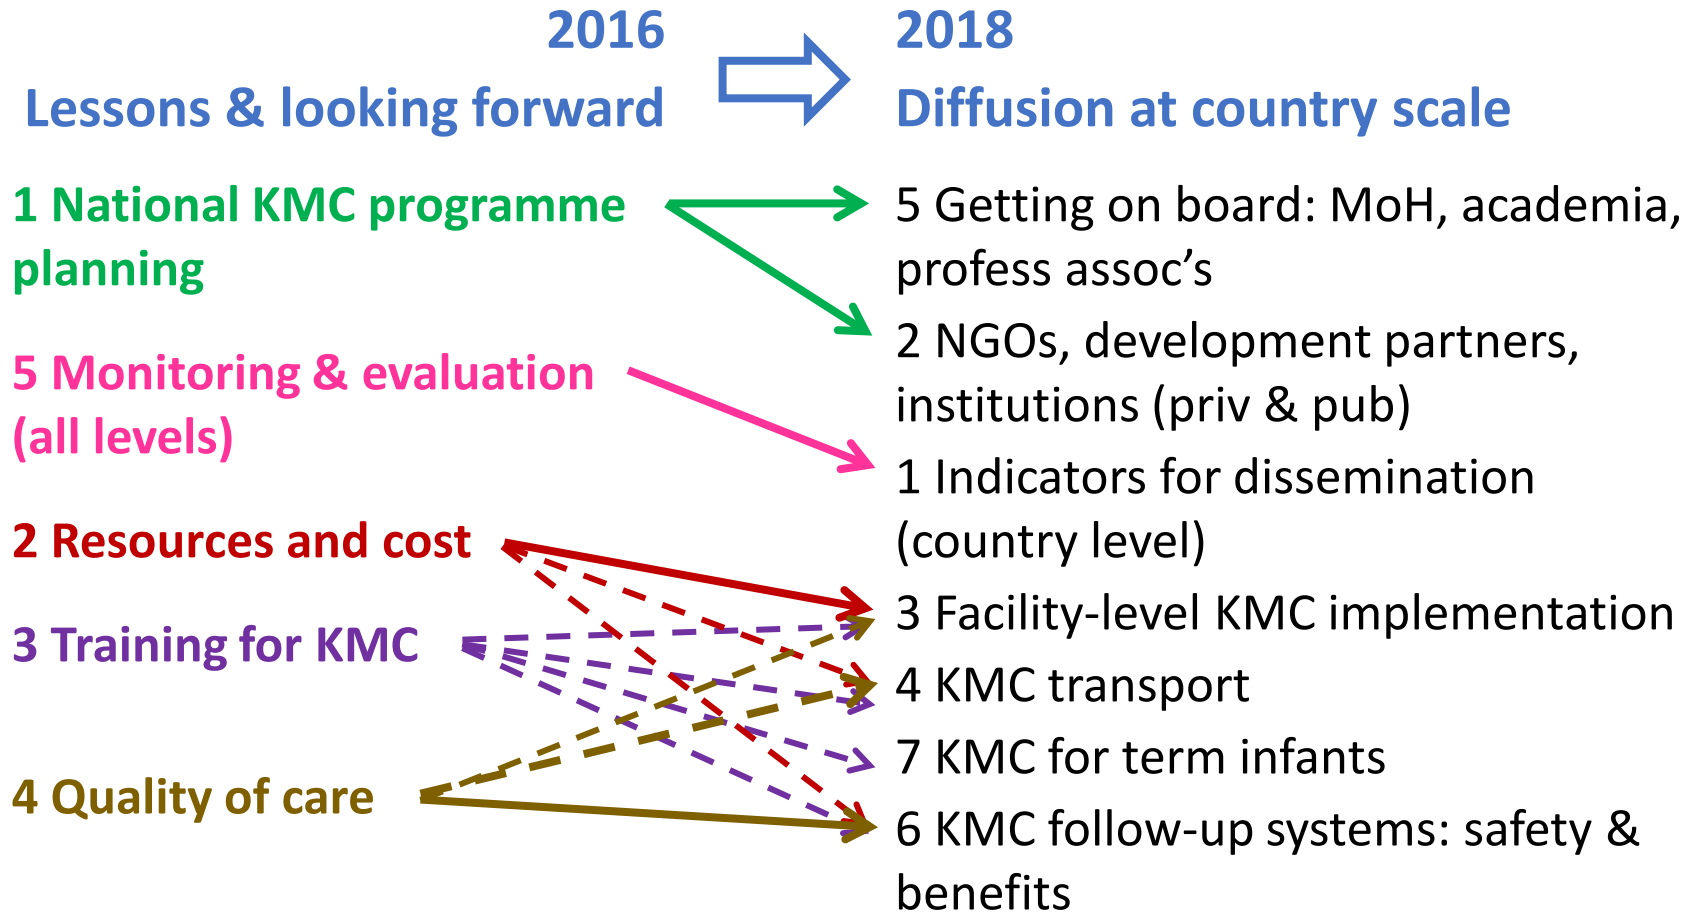 2016
Lessons & looking forward
1 National KMC programme
planning
5 Monitoring & evaluation
(all levels)
2 Resources and cost
3 Training for KMC
4 Quality of care
2018
Diffusion at country scale
5 Getting on board: MoH, academia,
profess assoc’s
2 NGOs, development partners,
institutions (priv & pub)
1 Indicators for dissemination
(country level)
3 Facility-level KMC implementation
4 KMC transport
7 KMC for term infants
6 KMC follow-up systems: safety &
benefits